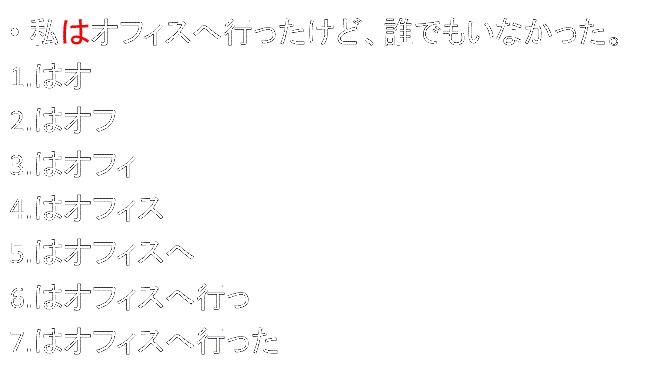 • 私はオフィスへ行ったけど、誰でもいなかった。
1.はオ
2.はオフ
3.はオフィ
4.はオフィス
5.はオフィスへ
6.はオフィスへ行っ
7.はオフィスへ行った